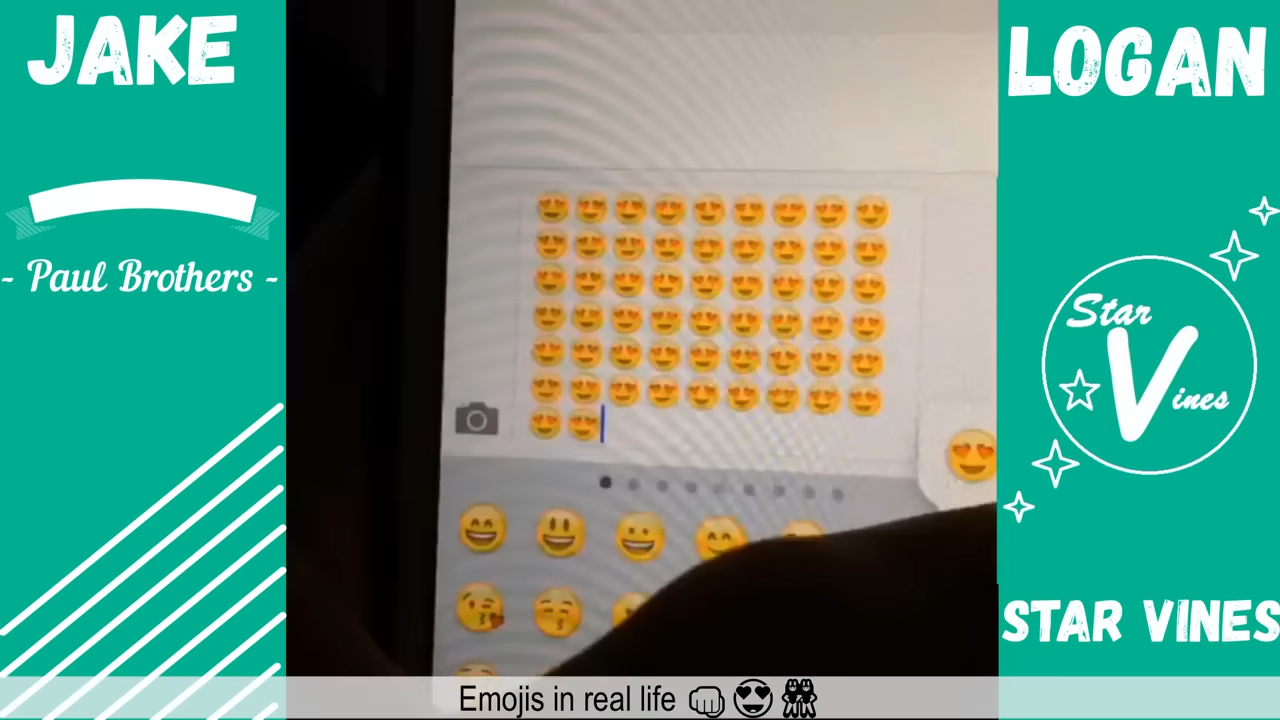 JAKE
- Paul Brothers -
LOGAN
Star
Vines
STAR VINES
Emojis in real life 👊😍👯